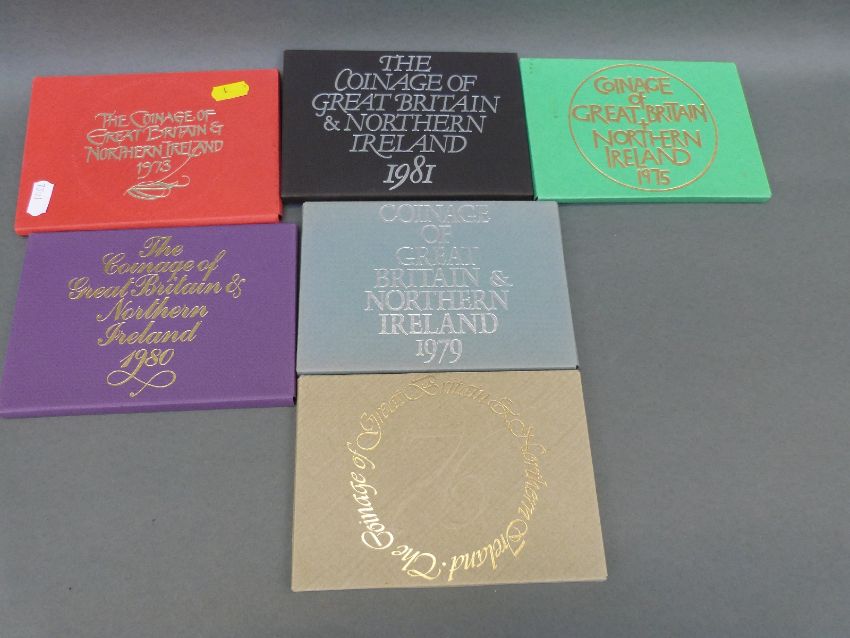 THE COINAGE OF
GREAT BRITAIN &
NORTHERN IRELAND
1973
THE
COINAGE OF
GREAT BRITAIN
& NORTHERN
IRELAND
1981
COINAGE
of
GREAT BRITAIN
+
NORTHERN
IRELAND
1975
The
Coinage of
Great Britain &
Northern
Ireland
1980
COINAGE
OF
GREAT
BRITAIN &
NORTHERN
IRELAND
1979
The Coinage of Great Britain & Northern Ireland.
76